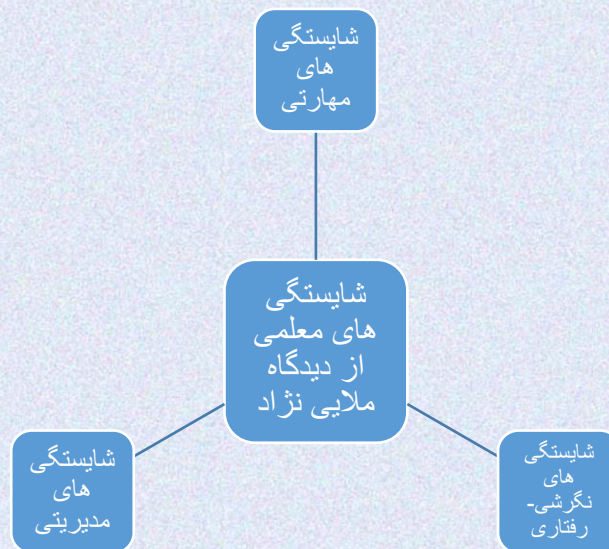 شایستگی
های
مهارتی
شایستگی
های معلمی
از دیدگاه
ملایی نژاد
شایستگی
های
نگرشی-
رفتاری
شایستگی
های
مدیریتی